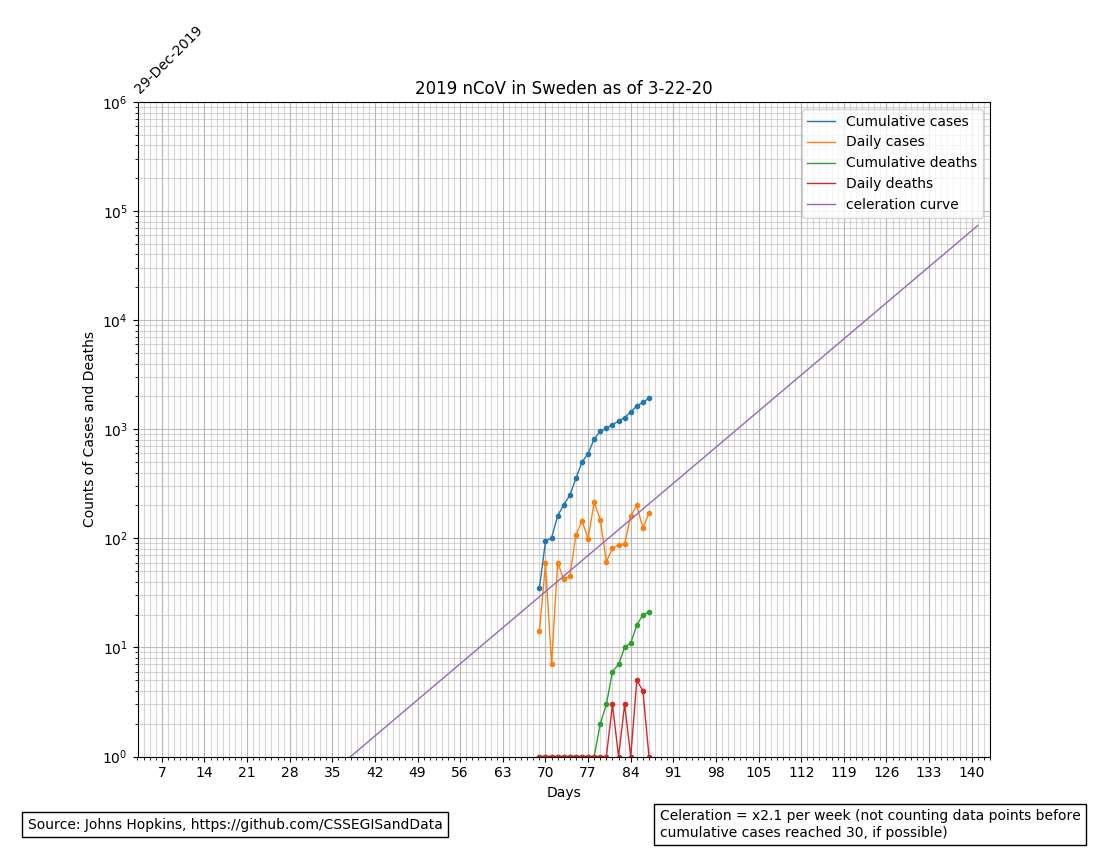 29-Dec-2019
2019 nCoV in Sweden as of 3-22-20
Cumulative cases
Daily cases
Cumulative deaths
Daily deaths
celeration curve
Counts of Cases and Deaths
10^6
10^5
10^4
10^3
10^2
10^1
10^0
7 14 21 28 35 42 49 56 63 70 77 84 91 98 105 112 119 126 133 140
Days
Source: Johns Hopkins, https://github.com/CSSEGISandData
Celeration = x2.1 per week (not counting data points before
cumulative cases reached 30, if possible)